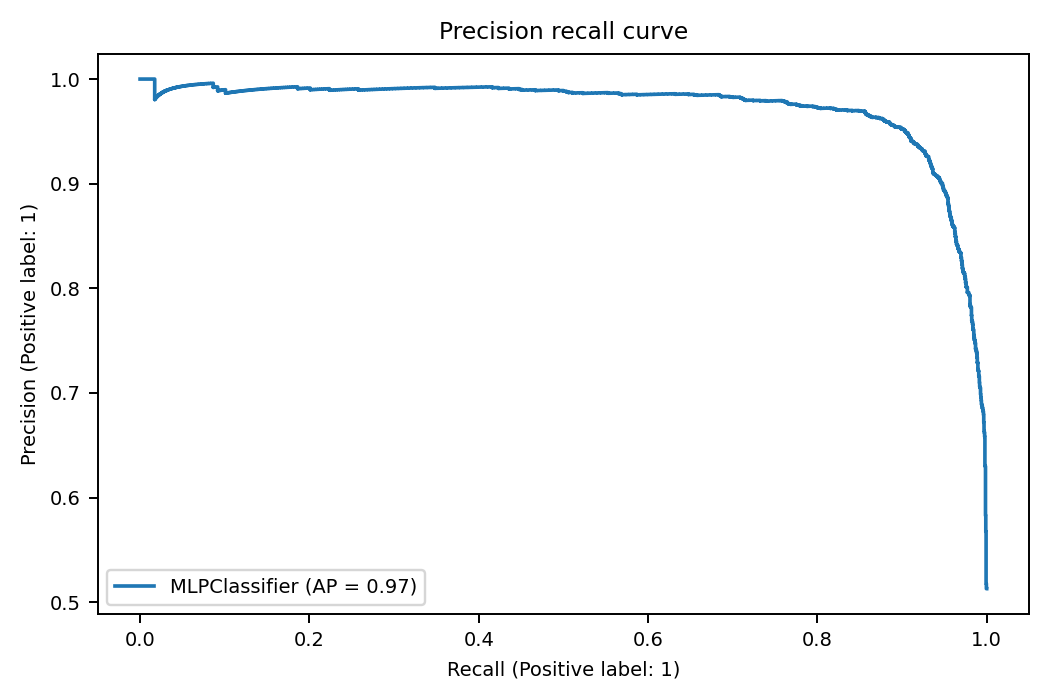 Precision recall curve
1.0
0.9
0.8
0.7
0.6
0.5
Precision (Positive label: 1)
MLPClassifier (AP = 0.97)
0.0 0.2 0.4 0.6 0.8 1.0
Recall (Positive label: 1)